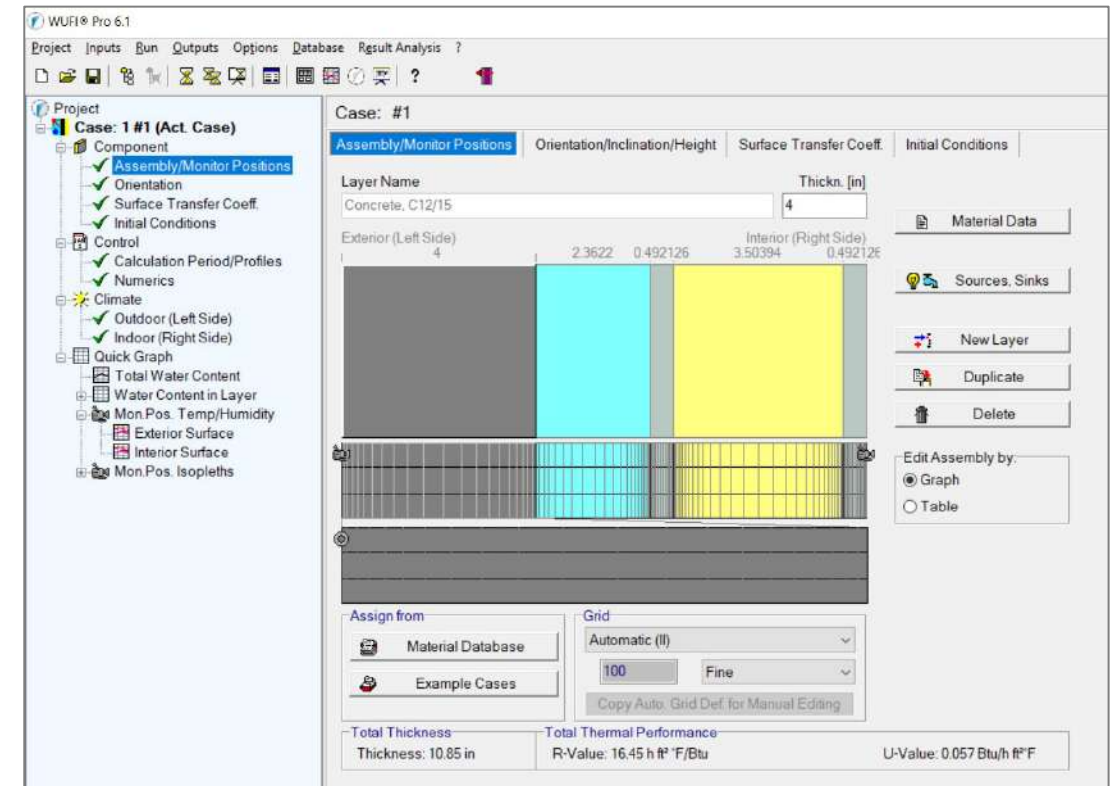 WUFI® Pro 6.1
Project Inputs Run Outputs Options Database Result Analysis ?
Project
Case: 1 #1 (Act. Case)
Component
Assembly/Monitor Positions
Orientation
Surface Transfer Coeff.
Initial Conditions
Control
Calculation Period/Profiles
Numerics
Climate
Outdoor (Left Side)
Indoor (Right Side)
Quick Graph
Total Water Content
Water Content in Layer
Mon.Pos. Temp/Humidity
Exterior Surface
Interior Surface
Mon.Pos. Isopleths
Case: #1
Assembly/Monitor Positions Orientation/Inclination/Height Surface Transfer Coeff. Initial Conditions
Layer Name Thickn. [in]
Concrete, C12/15 4
Exterior (Left Side) Interior (Right Side)
4 2.3622 0.492126 3.50394 0.492126
Material Data
Sources, Sinks
New Layer
Duplicate
Delete
Edit Assembly by:
Graph
Table
Assign from
Material Database
Example Cases
Grid
Automatic (II)
100 Fine
Copy Auto. Grid Def. for Manual Editing
Total Thickness Total Thermal Performance
Thickness: 10.85 in R-Value: 16.45 h ft² °F/Btu U-Value: 0.057 Btu/h ft²°F